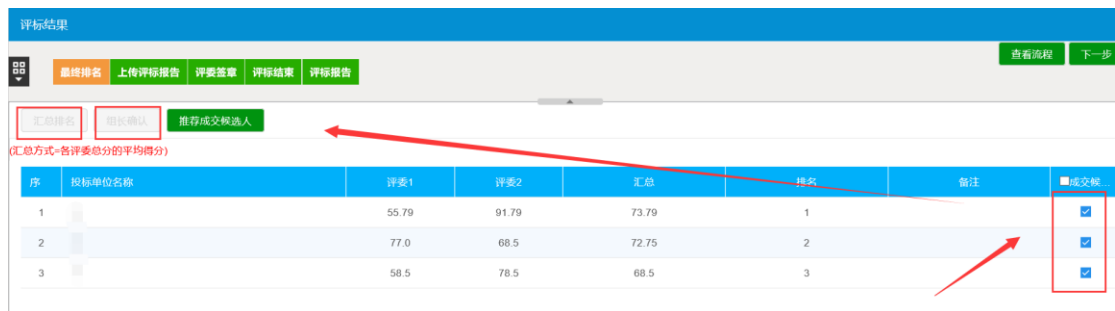 评标结果
查看流程 下一步
最终排名 上传评标报告 评委签章 评标结束 评标报告
汇总排名 组长确认 推荐成交候选人
(汇总方式=各评委总分的平均得分)
序 投标单位名称 评委1 评委2 汇总 排名 备注 成交候...
1 55.79 91.79 73.79 1
2 77.0 68.5 72.75 2
3 58.5 78.5 68.5 3